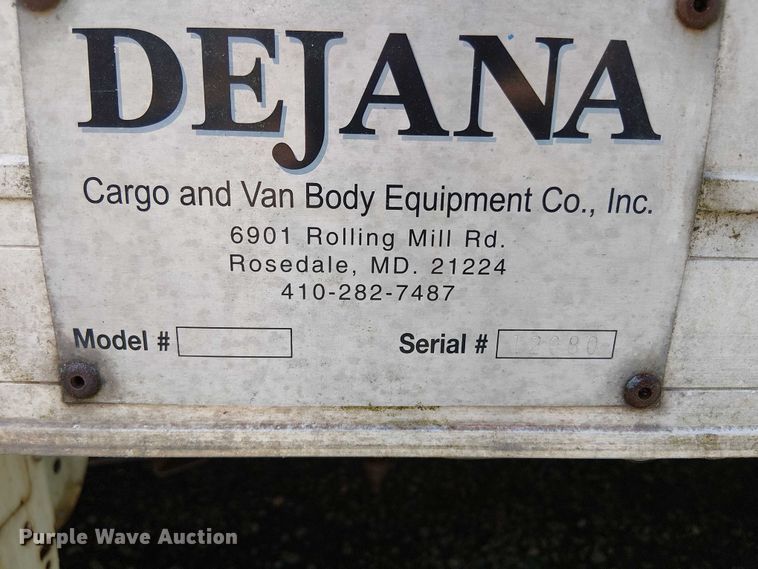 DEJANA
Cargo and Van Body Equipment Co., Inc.
6901 Rolling Mill Rd.
Rosedale, MD. 21224
410-282-7487
Model #
Serial #
Purple Wave Auction